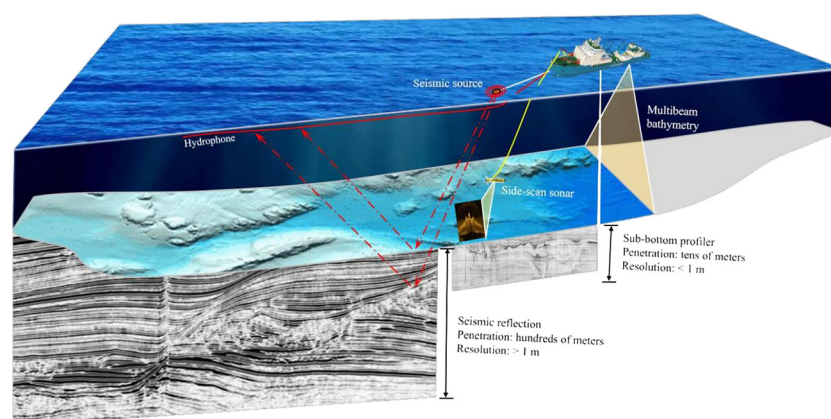 Seismic source
Multibeam
bathymetry
Hydrophone
Side-scan sonar
Sub-bottom profiler
Penetration: tens of meters
Resolution: < 1 m
Seismic reflection
Penetration: hundreds of meters
Resolution: > 1 m